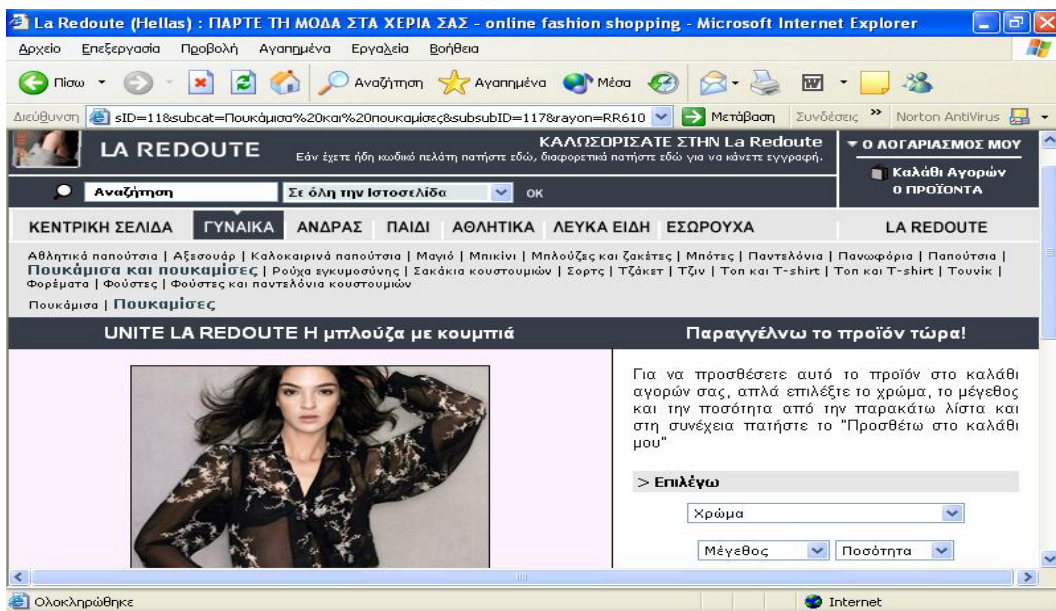 La Redoute (Hellas) : ΠΑΡΤΕ ΤΗ ΜΟΔΑ ΣΤΑ ΧΕΡΙΑ ΣΑΣ - online fashion shopping - Microsoft Internet Explorer
Αρχείο Επεξεργασία Προβολή Αγαπημένα Εργαλεία Βοήθεια
Πίσω Αναζήτηση Αγαπημένα Μέσα
Διεύθυνση sID=11&subcat=Πουκάμισα%20και%20πουκαμίσες&subsubID=117&rayon=RR610 Μετάβαση Συνδέσεις » Norton AntiVirus
LA REDOUTE
ΚΑΛΩΣΟΡΙΣΑΤΕ ΣΤΗΝ La Redoute
Εάν έχετε ήδη κωδικό πελάτη πατήστε εδώ, διαφορετικά πατήστε εδώ για να κάνετε εγγραφή.
Ο ΛΟΓΑΡΙΑΣΜΟΣ ΜΟΥ
Καλάθι Αγορών
0 ΠΡΟΪΟΝΤΑ
Αναζήτηση Σε όλη την Ιστοσελίδα OK
ΚΕΝΤΡΙΚΗ ΣΕΛΙΔΑ ΓΥΝΑΙΚΑ ΑΝΔΡΑΣ ΠΑΙΔΙ ΑΘΛΗΤΙΚΑ ΛΕΥΚΑ ΕΙΔΗ ΕΣΩΡΟΥΧΑ LA REDOUTE
Αθλητικά παπούτσια | Αξεσουάρ | Καλοκαιρινά παπούτσια | Μαγιό | Μπικίνι | Μπλούζες και ζακέτες | Μπότες | Παντελόνια | Πανωφόρια | Παπούτσια |
Πουκάμισα και πουκαμίσες | Ρούχα εγκυμοσύνης | Σακάκια κουστουμιών | Σορτς | Τζάκετ | Τζιν | Τοπ και T-shirt | Τοπ και T-shirt | Τουνίκ |
Φορέματα | Φούστες | Φούστες και παντελόνια κουστουμιών
Πουκάμισα | Πουκαμίσες
UNITE LA REDOUTE Η μπλούζα με κουμπιά
Παραγγέλνω το προϊόν τώρα!
Για να προσθέσετε αυτό το προϊόν στο καλάθι
αγορών σας, απλά επιλέξτε το χρώμα, το μέγεθος
και την ποσότητα από την παρακάτω λίστα και
στη συνέχεια πατήστε το "Προσθέτω στο καλάθι
μου"
> Επιλέγω
Χρώμα
Μέγεθος Ποσότητα
Ολοκληρώθηκε Internet